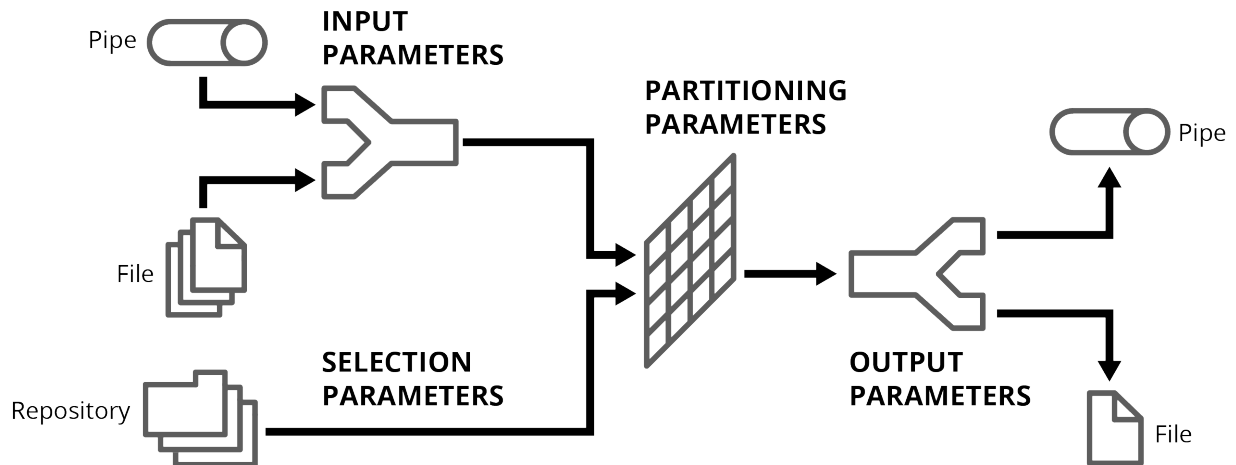 Pipe
INPUT
PARAMETERS
File
Repository
SELECTION
PARAMETERS
PARTITIONING
PARAMETERS
OUTPUT
PARAMETERS
Pipe
File